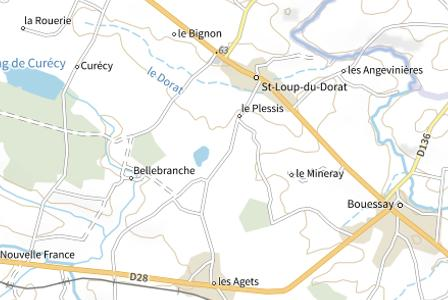 la Rouerie
le Bignon
63
ng de Curécy
Curécy
le Dorat
les Angevinières
St-Loup-du-Dorat
le Plessis
D136
Bellebranche
le Mineray
Bouessay
Nouvelle France
D28
les Agets